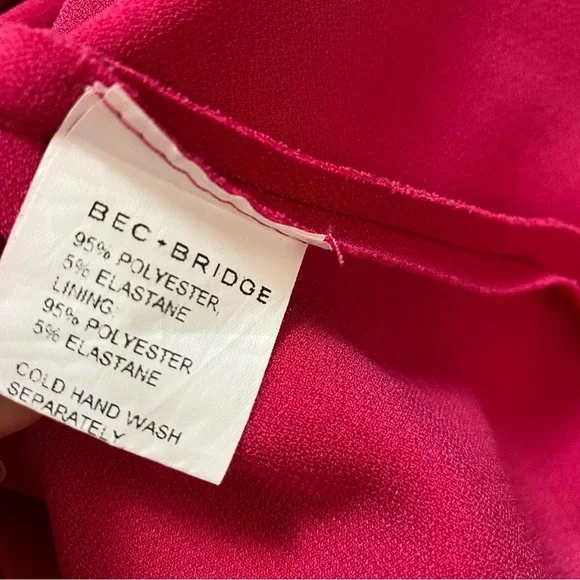 BEC + BRIDGE
95% POLYESTER,
5% ELASTANE
LINING:
95% POLYESTER
5% ELASTANE
COLD HAND WASH
SEPARATELY